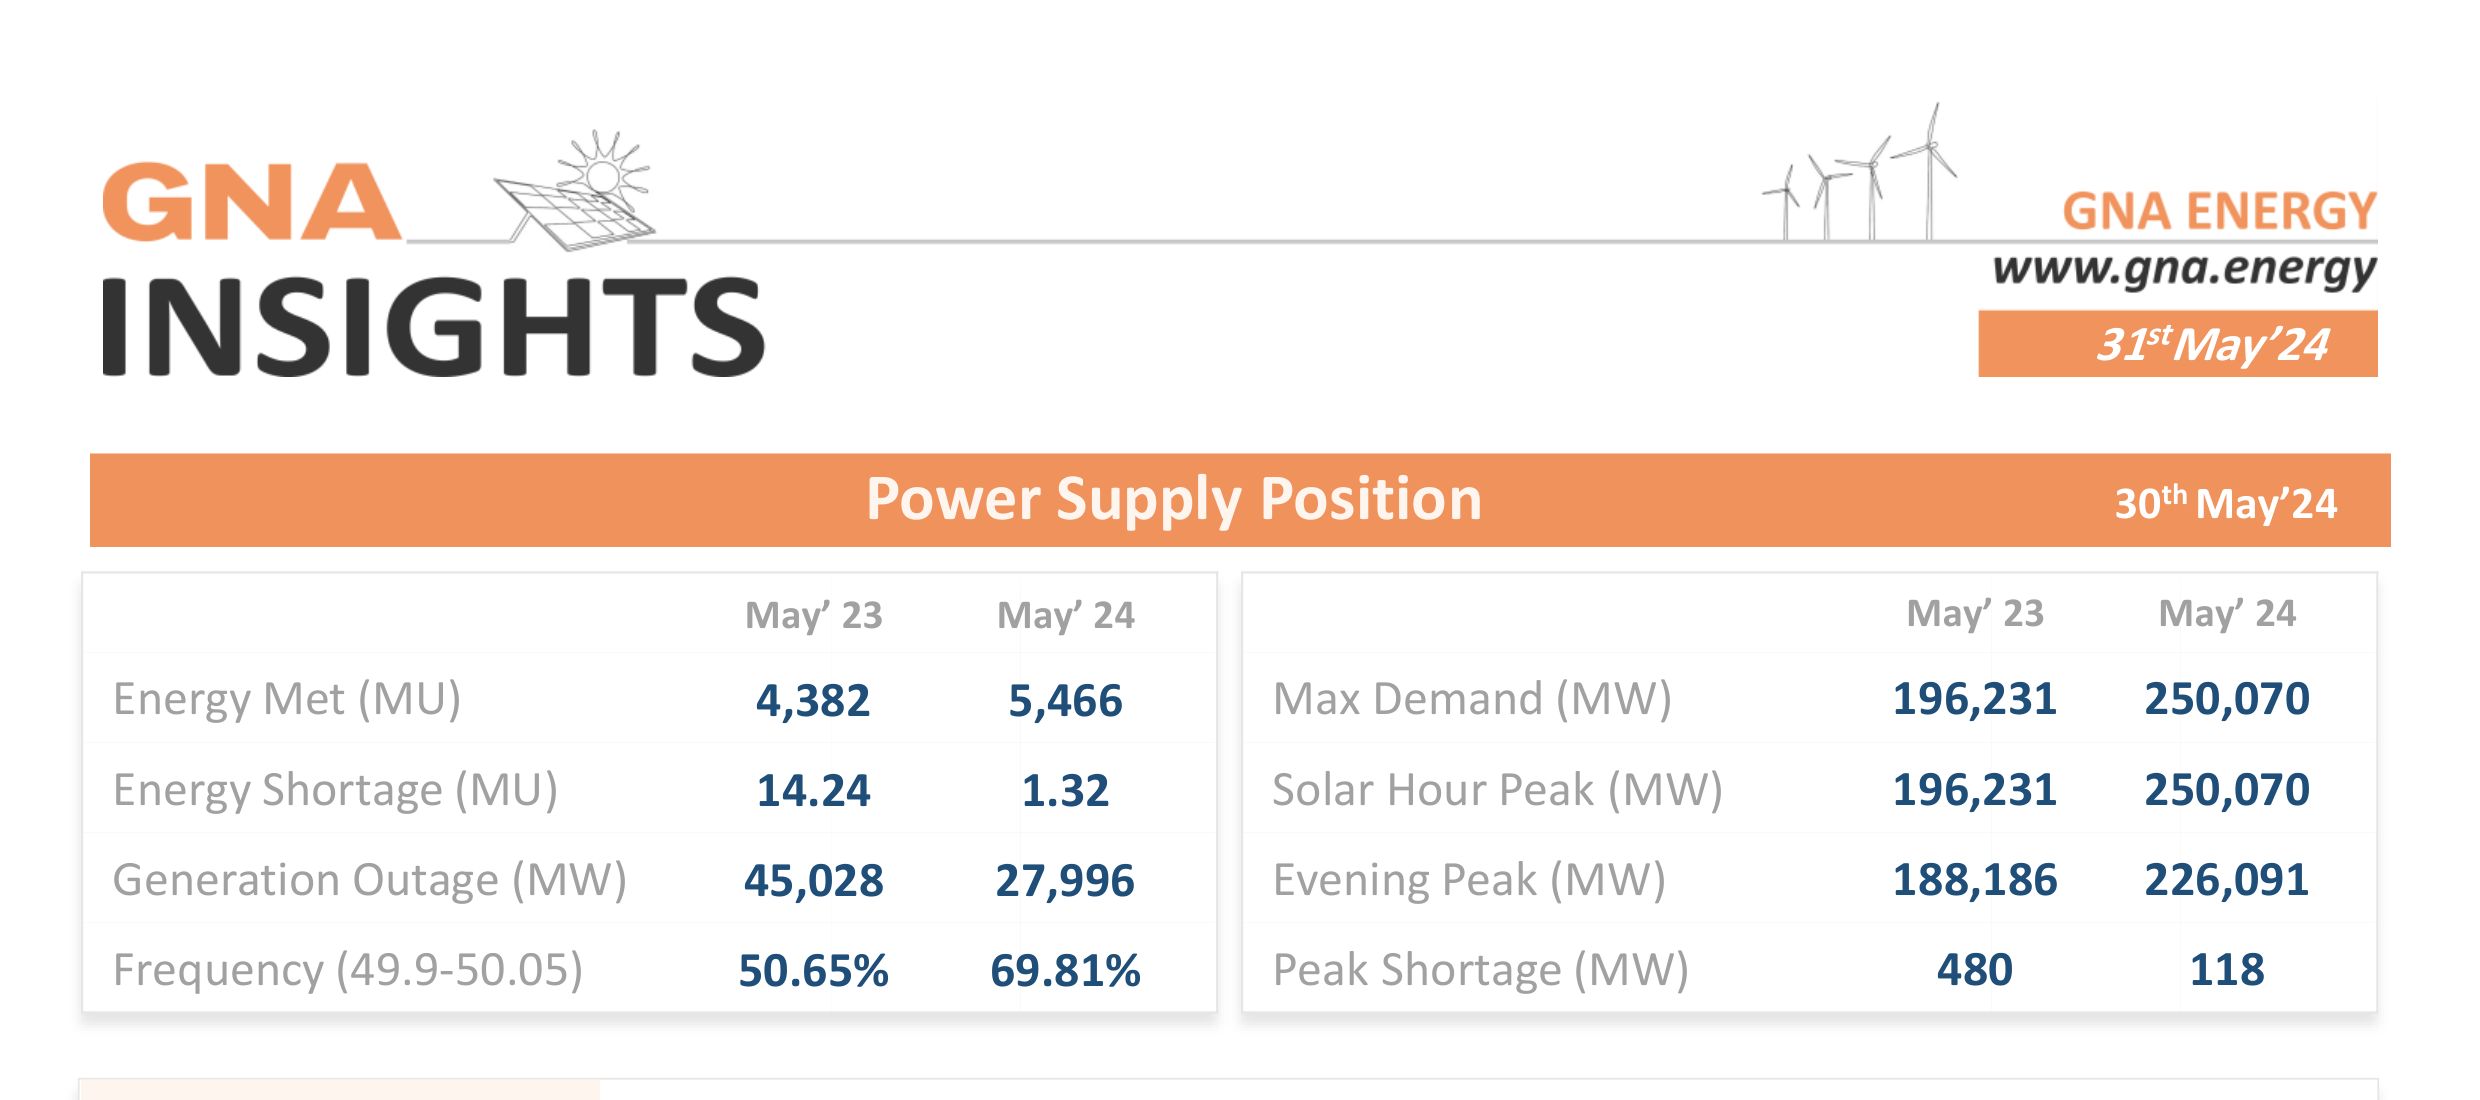 GNA
INSIGHTS
GNA ENERGY
www.gna.energy
31st May’24
Power Supply Position 30th May’24
May’ 23 May’ 24
Energy Met (MU) 4,382 5,466
Energy Shortage (MU) 14.24 1.32
Generation Outage (MW) 45,028 27,996
Frequency (49.9-50.05) 50.65% 69.81%
May’ 23 May’ 24
Max Demand (MW) 196,231 250,070
Solar Hour Peak (MW) 196,231 250,070
Evening Peak (MW) 188,186 226,091
Peak Shortage (MW) 480 118